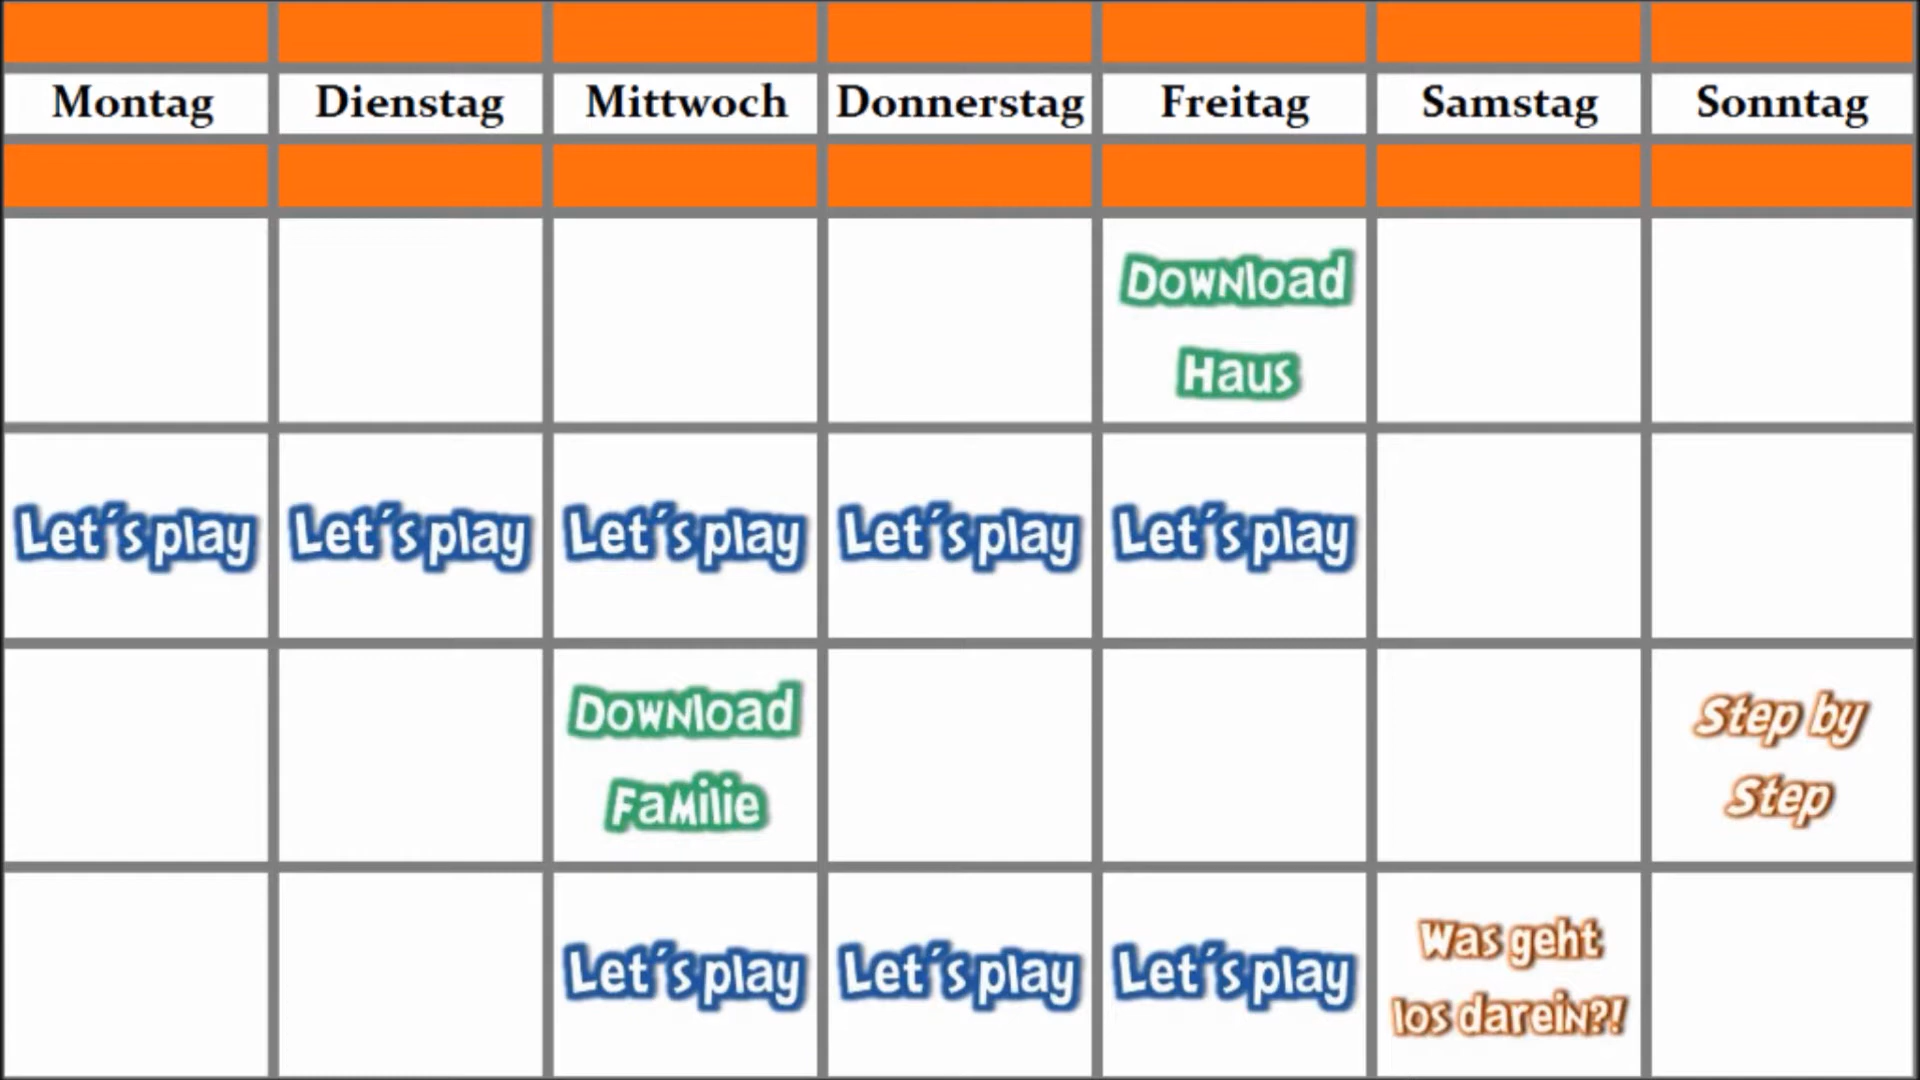 Montag Dienstag Mittwoch Donnerstag Freitag Samstag Sonntag
Download
Haus
Let´s play Let´s play Let´s play Let´s play Let´s play
Download
Familie
Step by
Step
Let´s play Let´s play Let´s play
Was geht
los darein?!